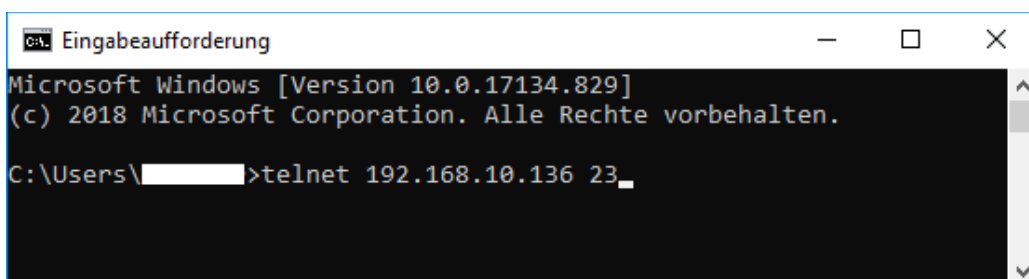 Eingabeaufforderung
Microsoft Windows [Version 10.0.17134.829]
(c) 2018 Microsoft Corporation. Alle Rechte vorbehalten.
C:\Users\ >telnet 192.168.10.136 23